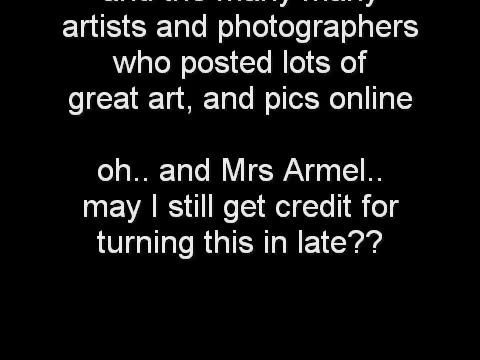 and the many many
artists and photographers
who posted lots of
great art, and pics online
oh.. and Mrs Armel..
may I still get credit for
turning this in late??